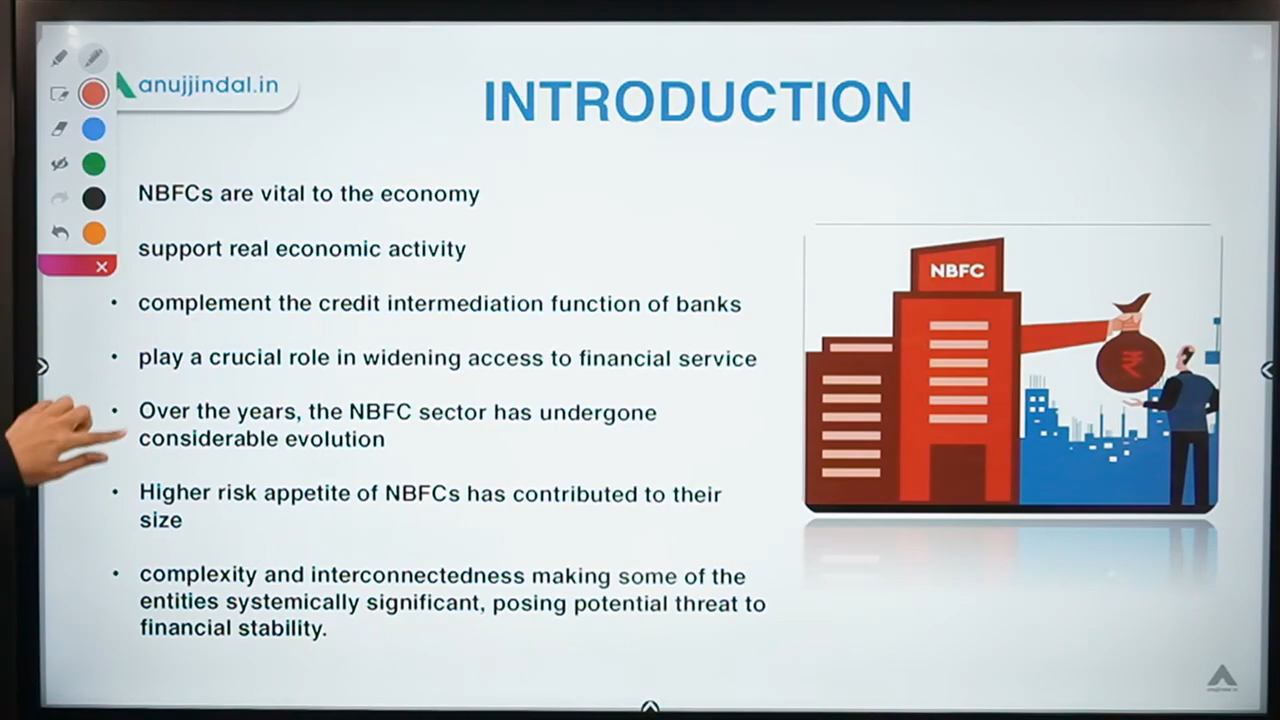 anujjindal.in
INTRODUCTION
NBFCs are vital to the economy
support real economic activity
• complement the credit intermediation function of banks
• play a crucial role in widening access to financial service
• Over the years, the NBFC sector has undergone
considerable evolution
• Higher risk appetite of NBFCs has contributed to their
size
• complexity and interconnectedness making some of the
entities systemically significant, posing potential threat to
financial stability.
NBFC
₹
anujjindal.in